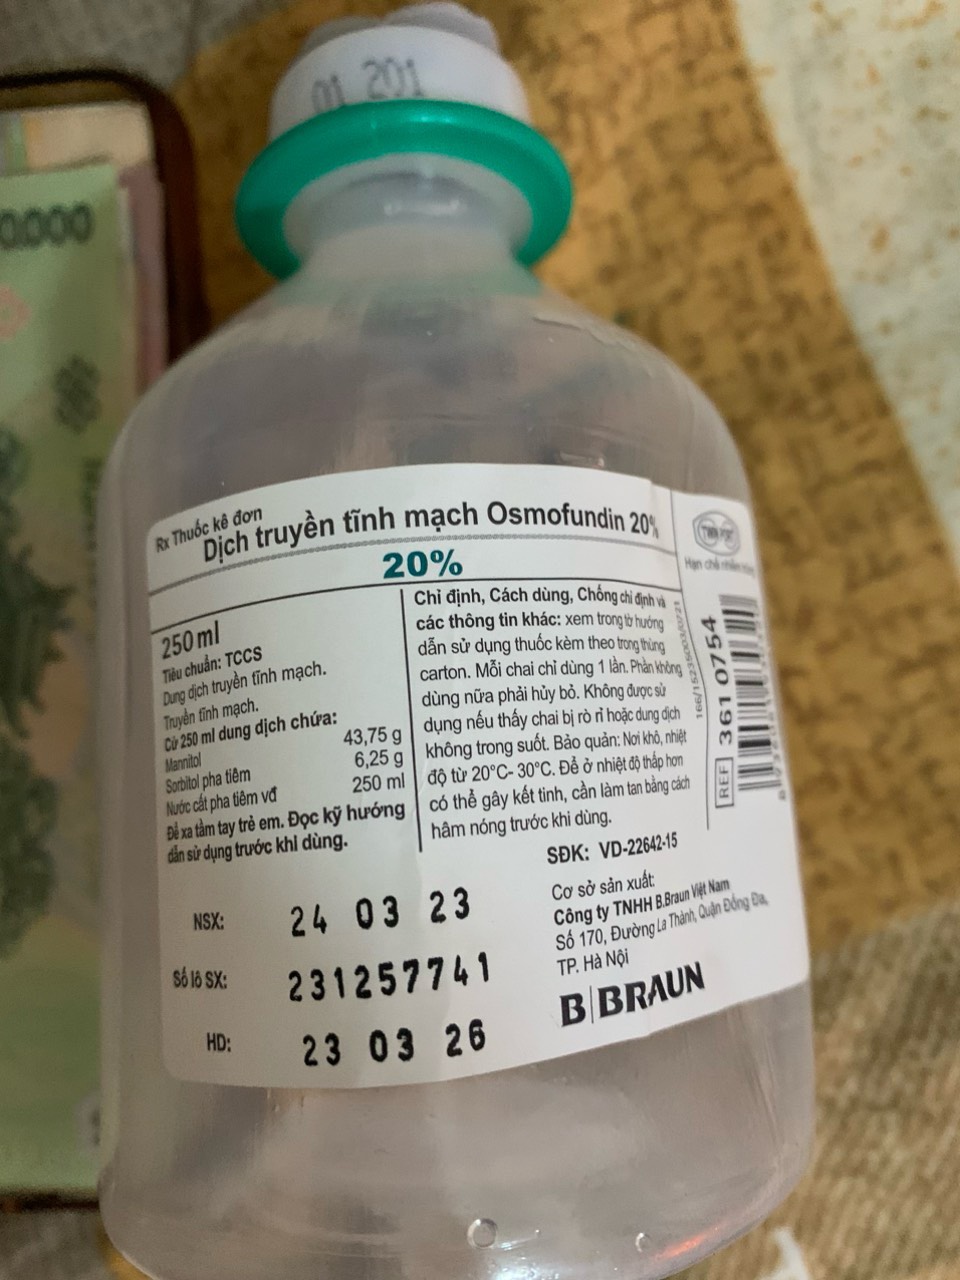 01 201
0.000
Rx Thuốc kê đơn
Dịch truyền tĩnh mạch Osmofundin 20%
20%
250 ml
Tiêu chuẩn: TCCS
Dung dịch truyền tĩnh mạch.
Truyền tĩnh mạch.
Cứ 250 ml dung dịch chứa:
Mannitol 43,75 g
Sorbitol pha tiêm 6,25 g
Nước cất pha tiêm vđ 250 ml
Để xa tầm tay trẻ em. Đọc kỹ hướng
dẫn sử dụng trước khi dùng.
Chỉ định, Cách dùng, Chống chỉ định và
các thông tin khác: xem trong tờ hướng
dẫn sử dụng thuốc kèm theo trong thùng
carton. Mỗi chai chỉ dùng 1 lần. Phần không
dùng nữa phải hủy bỏ. Không được sử
dụng nếu thấy chai bị rò rỉ hoặc dung dịch
không trong suốt. Bảo quản: Nơi khô, nhiệt
độ từ 20°C- 30°C. Để ở nhiệt độ thấp hơn
có thể gây kết tinh, cần làm tan bằng cách
hâm nóng trước khi dùng.
Hạn chế
REF 361 0754
SĐK: VD-22642-15
Cơ sở sản xuất:
Công ty TNHH B.Braun Việt Nam
Số 170, Đường La Thành, Quận Đống Đa,
TP. Hà Nội
B BRAUN
NSX: 24 03 23
Số lô SX: 231257741
HD: 23 03 26